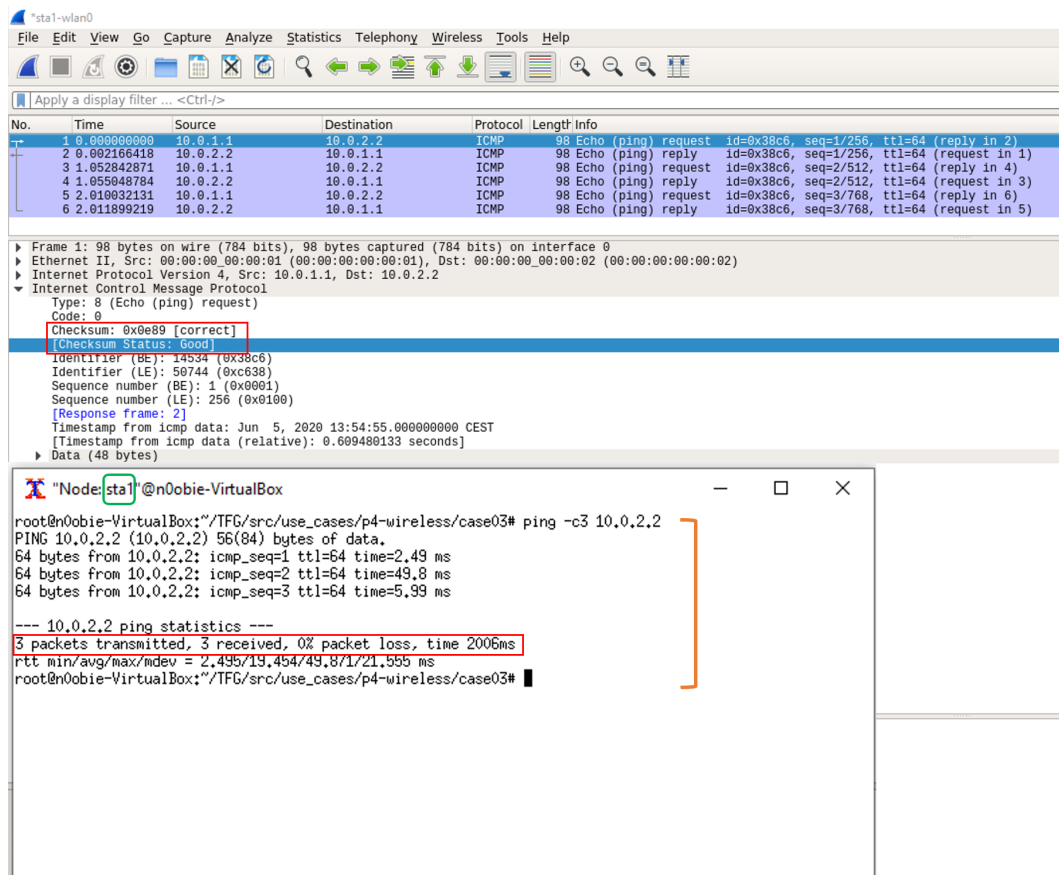 *sta1-wlan0
File Edit View Go Capture Analyze Statistics Telephony Wireless Tools Help
Apply a display filter ... <Ctrl-/>
No. Time Source Destination Protocol Length Info
1 0.000000000 10.0.1.1 10.0.2.2 ICMP 98 Echo (ping) request id=0x38c6, seq=1/256, ttl=64 (reply in 2)
2 0.002166418 10.0.2.2 10.0.1.1 ICMP 98 Echo (ping) reply id=0x38c6, seq=1/256, ttl=64 (request in 1)
3 1.052842871 10.0.1.1 10.0.2.2 ICMP 98 Echo (ping) request id=0x38c6, seq=2/512, ttl=64 (reply in 4)
4 1.055048784 10.0.2.2 10.0.1.1 ICMP 98 Echo (ping) reply id=0x38c6, seq=2/512, ttl=64 (request in 3)
5 2.010032131 10.0.1.1 10.0.2.2 ICMP 98 Echo (ping) request id=0x38c6, seq=3/768, ttl=64 (reply in 6)
6 2.011899219 10.0.2.2 10.0.1.1 ICMP 98 Echo (ping) reply id=0x38c6, seq=3/768, ttl=64 (request in 5)
Frame 1: 98 bytes on wire (784 bits), 98 bytes captured (784 bits) on interface 0
Ethernet II, Src: 00:00:00_00:00:01 (00:00:00:00:00:01), Dst: 00:00:00_00:00:02 (00:00:00:00:00:02)
Internet Protocol Version 4, Src: 10.0.1.1, Dst: 10.0.2.2
Internet Control Message Protocol
Type: 8 (Echo (ping) request)
Code: 0
Checksum: 0x0e89 [correct]
[Checksum Status: Good]
Identifier (BE): 14534 (0x38c6)
Identifier (LE): 50744 (0xc638)
Sequence number (BE): 1 (0x0001)
Sequence number (LE): 256 (0x0100)
[Response frame: 2]
Timestamp from icmp data: Jun  5, 2020 13:54:55.000000000 CEST
[Timestamp from icmp data (relative): 0.609480133 seconds]
Data (48 bytes)
"Node: sta1"@n0obie-VirtualBox
root@n0obie-VirtualBox:~/TFG/src/use_cases/p4-wireless/case03# ping -c3 10.0.2.2
PING 10.0.2.2 (10.0.2.2) 56(84) bytes of data.
64 bytes from 10.0.2.2: icmp_seq=1 ttl=64 time=2.49 ms
64 bytes from 10.0.2.2: icmp_seq=2 ttl=64 time=49.8 ms
64 bytes from 10.0.2.2: icmp_seq=3 ttl=64 time=5.99 ms
--- 10.0.2.2 ping statistics ---
3 packets transmitted, 3 received, 0% packet loss, time 2006ms
rtt min/avg/max/mdev = 2.495/19.454/49.871/21.555 ms
root@n0obie-VirtualBox:~/TFG/src/use_cases/p4-wireless/case03#